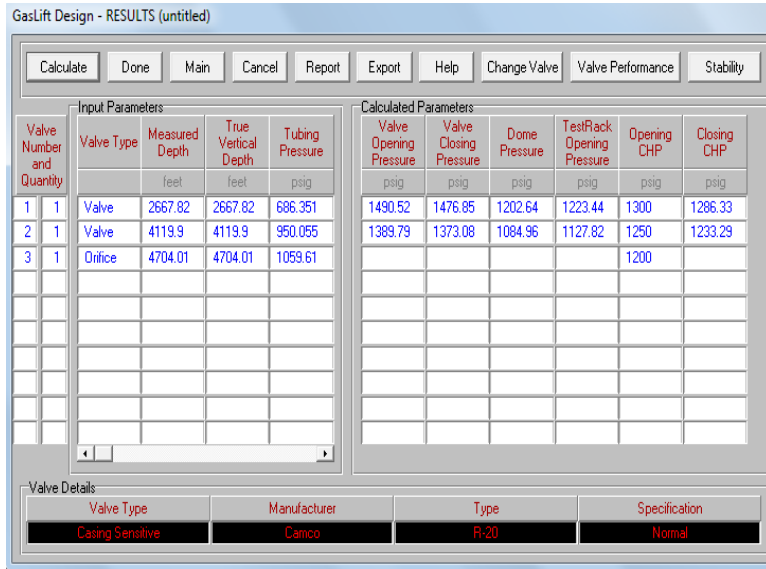 GasLift Design - RESULTS (untitled)
Calculate Done Main Cancel Report Export Help Change Valve Valve Performance Stability
Input Parameters Calculated Parameters
Valve Number and Quantity Valve Type Measured Depth True Vertical Depth Tubing Pressure Valve Opening Pressure Valve Closing Pressure Dome Pressure TestRack Opening Pressure Opening CHP Closing CHP
feet feet psig psig psig psig psig psig psig
1 1 Valve 2667.82 2667.82 686.351 1490.52 1476.85 1202.64 1223.44 1300 1286.33
2 1 Valve 4119.9 4119.9 950.055 1389.79 1373.08 1084.96 1127.82 1250 1233.29
3 1 Orifice 4704.01 4704.01 1059.61 1200
Valve Details
Valve Type Manufacturer Type Specification
Casing Sensitive Camco R-20 Normal